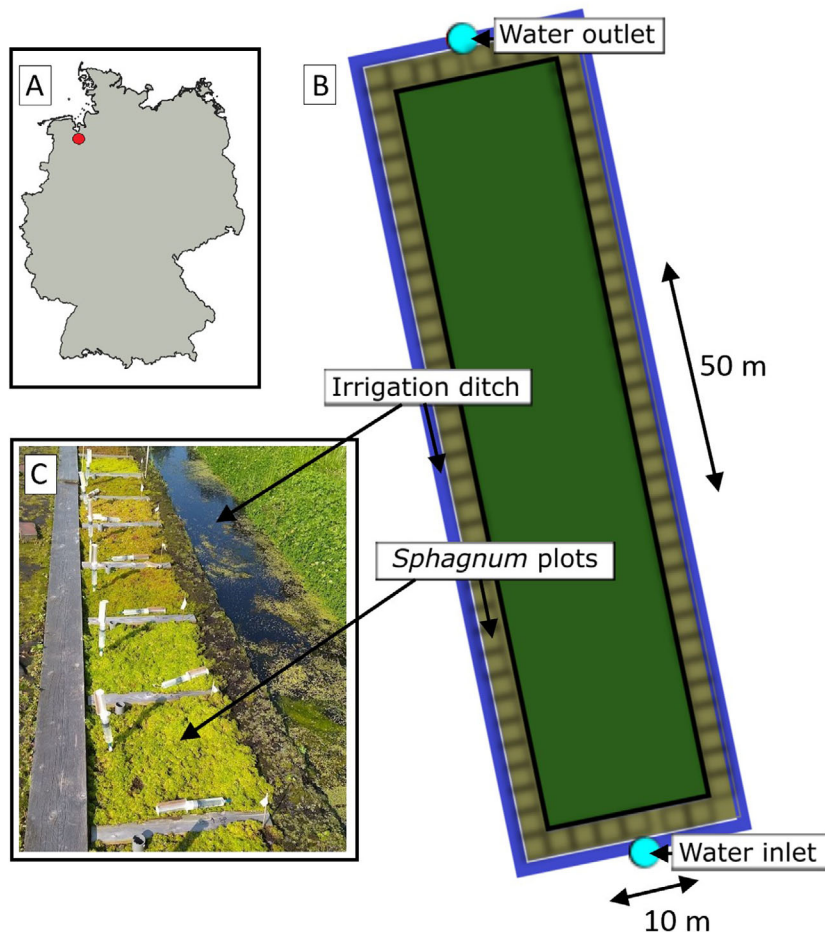 A
B
Water outlet
50 m
Irrigation ditch
C
Sphagnum plots
Water inlet
10 m